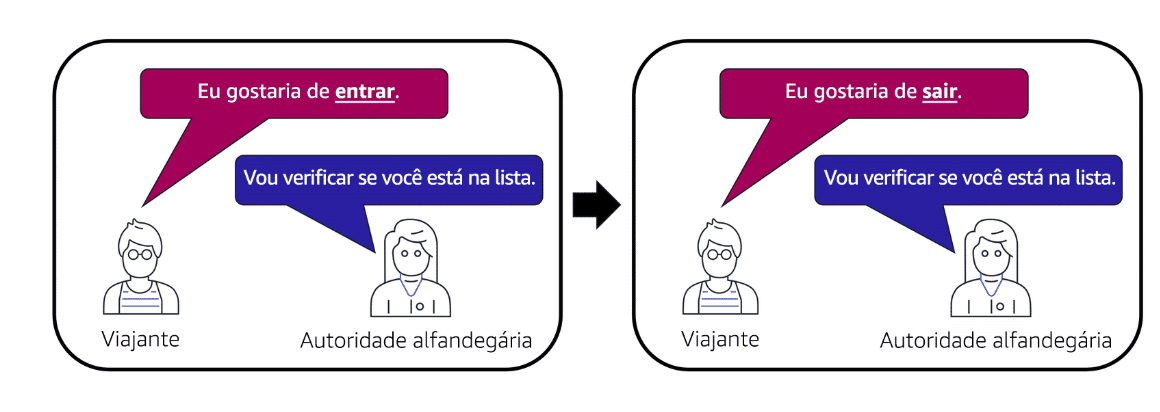 Eu gostaria de entrar.
Vou verificar se você está na lista.
Viajante
Autoridade alfandegária
Eu gostaria de sair.
Vou verificar se você está na lista.
Viajante
Autoridade alfandegária